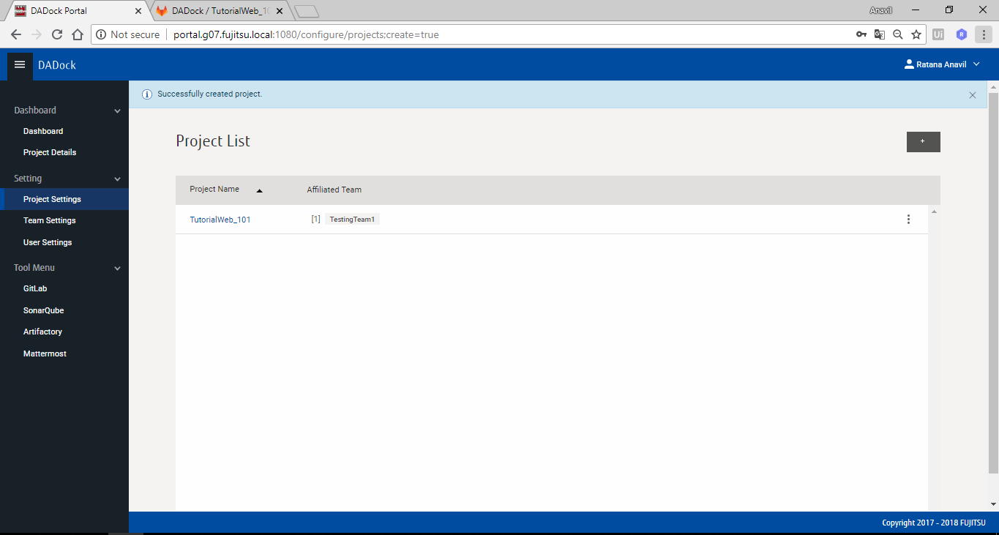 DADock Portal
DADock / TutorialWeb_10
Anavil
Not secure
portal.g07.fujitsu.local:1080/configure/projects;create=true
Ui
R
DADock
Ratana Anavil
Successfully created project.
Dashboard
Dashboard
Project Details
Setting
Project Settings
Team Settings
User Settings
Tool Menu
GitLab
SonarQube
Artifactory
Mattermost
Project List
+
Project Name
Affiliated Team
TutorialWeb_101
[1] TestingTeam1
Copyright 2017 - 2018 FUJITSU